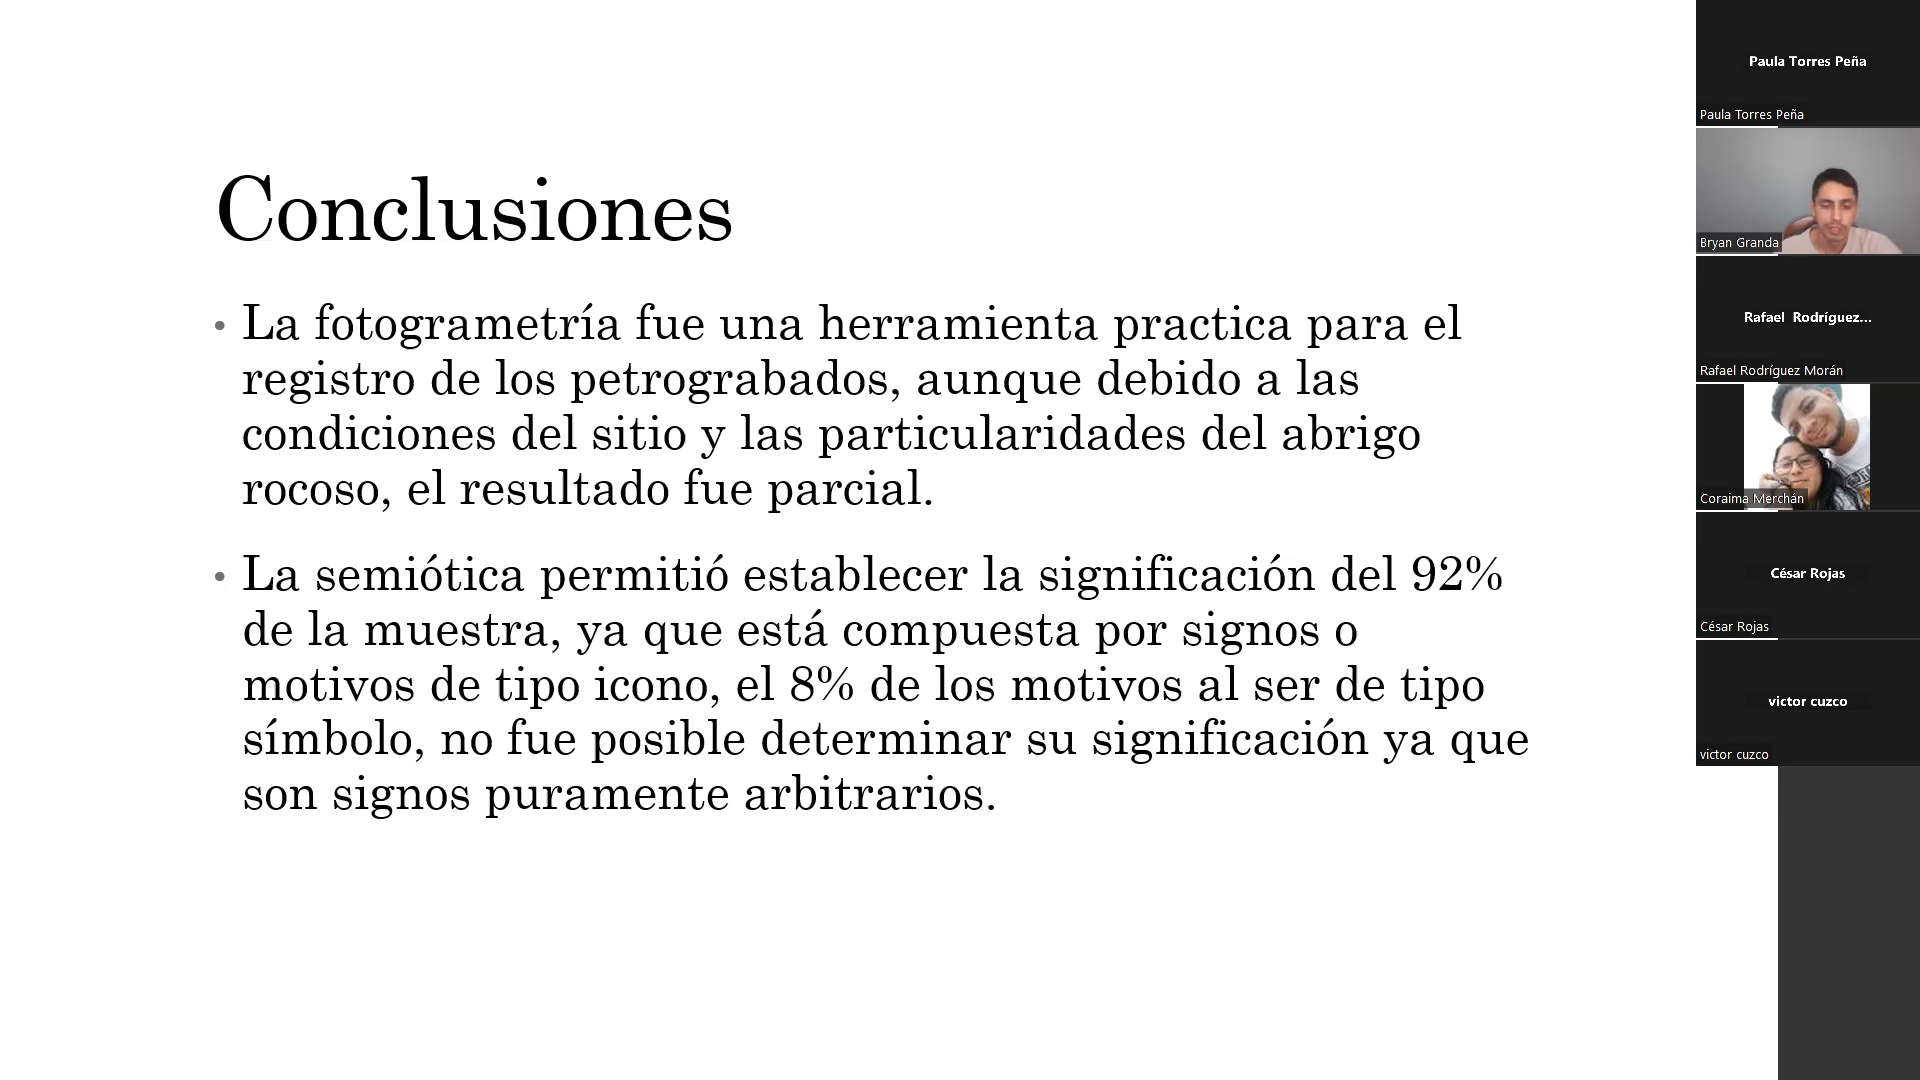 Conclusiones
• La fotogrametría fue una herramienta practica para el
registro de los petrograbados, aunque debido a las
condiciones del sitio y las particularidades del abrigo
rocoso, el resultado fue parcial.
• La semiótica permitió establecer la significación del 92%
de la muestra, ya que está compuesta por signos o
motivos de tipo icono, el 8% de los motivos al ser de tipo
símbolo, no fue posible determinar su significación ya que
son signos puramente arbitrarios.
Paula Torres Peña
Paula Torres Peña
Bryan Granda
Rafael Rodríguez...
Rafael Rodríguez Morán
Coraima Merchán
César Rojas
César Rojas
victor cuzco
victor cuzco